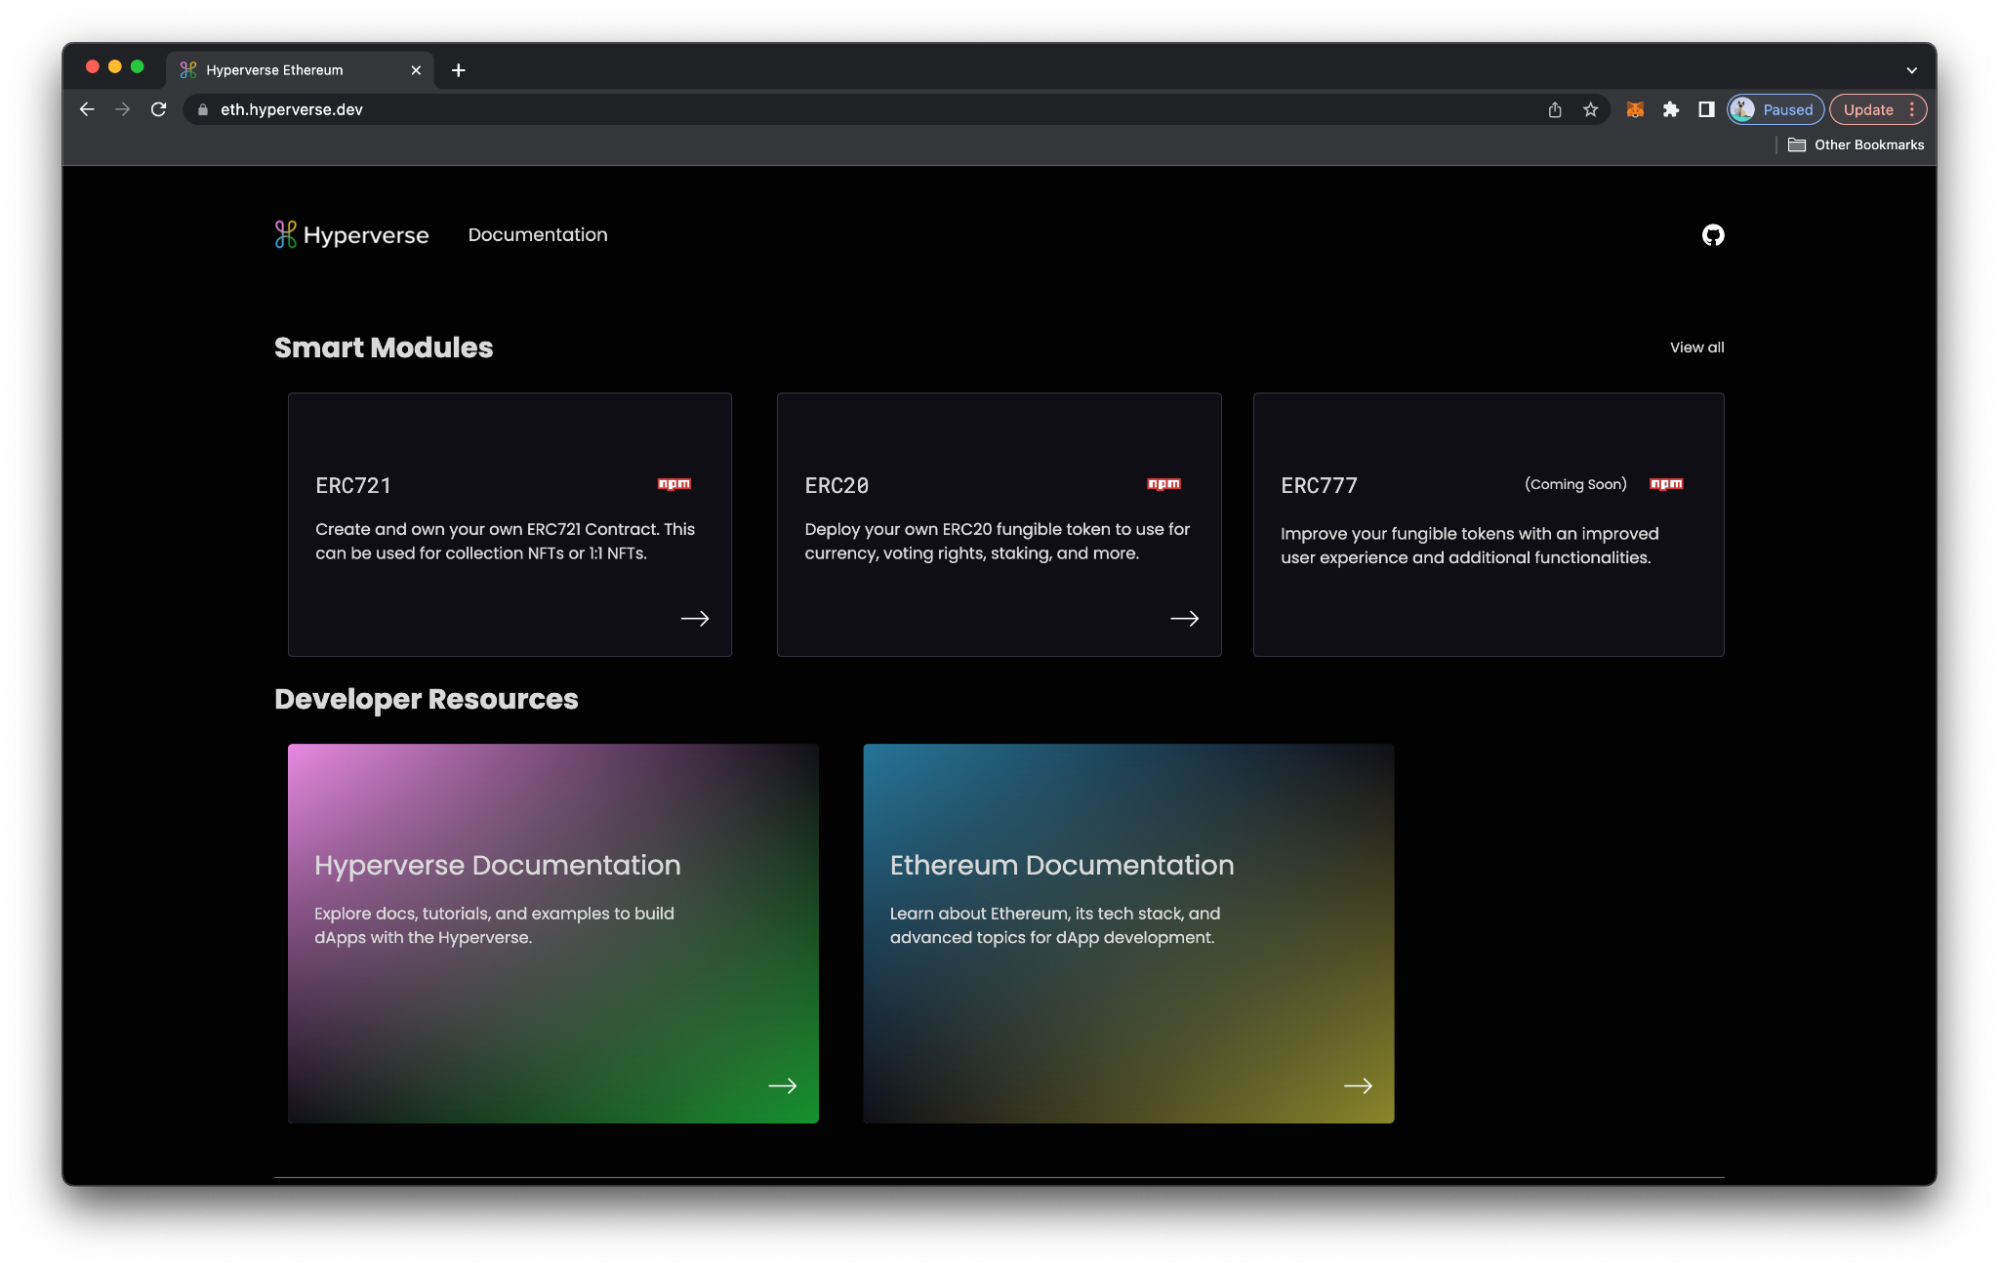 Hyperverse Ethereum
eth.hyperverse.dev
Paused
Update
Other Bookmarks
Hyperverse
Documentation
Smart Modules
View all
ERC721
npm
Create and own your own ERC721 Contract. This
can be used for collection NFTs or 1:1 NFTs.
ERC20
npm
Deploy your own ERC20 fungible token to use for
currency, voting rights, staking, and more.
ERC777
(Coming Soon)
npm
Improve your fungible tokens with an improved
user experience and additional functionalities.
Developer Resources
Hyperverse Documentation
Explore docs, tutorials, and examples to build
dApps with the Hyperverse.
Ethereum Documentation
Learn about Ethereum, its tech stack, and
advanced topics for dApp development.